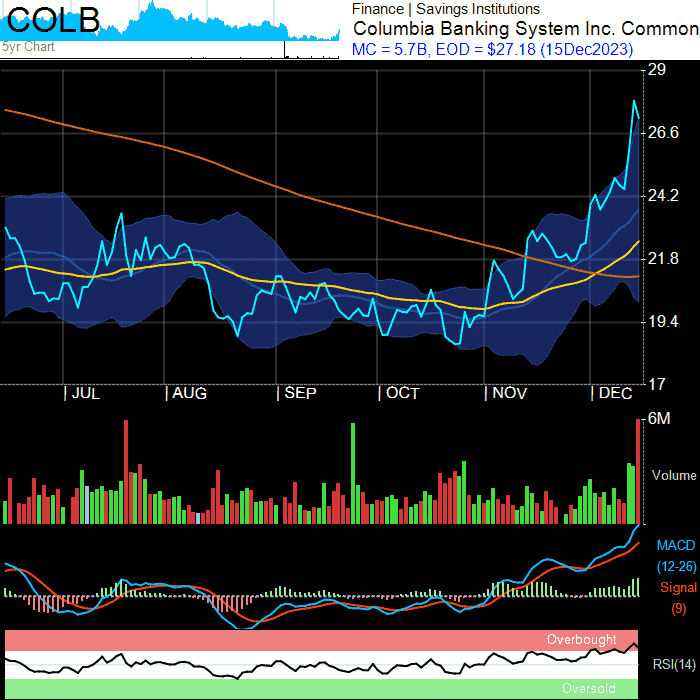 COLB
Finance | Savings Institutions
Columbia Banking System Inc. Common
5yr Chart
MC = 5.7B, EOD = $27.18 (15Dec2023)
29
26.6
24.2
21.8
19.4
17
| JUL | AUG | SEP | OCT | NOV | DEC
6M
Volume
MACD
(12-26)
Signal
(9)
Overbought
RSI(14)
Oversold